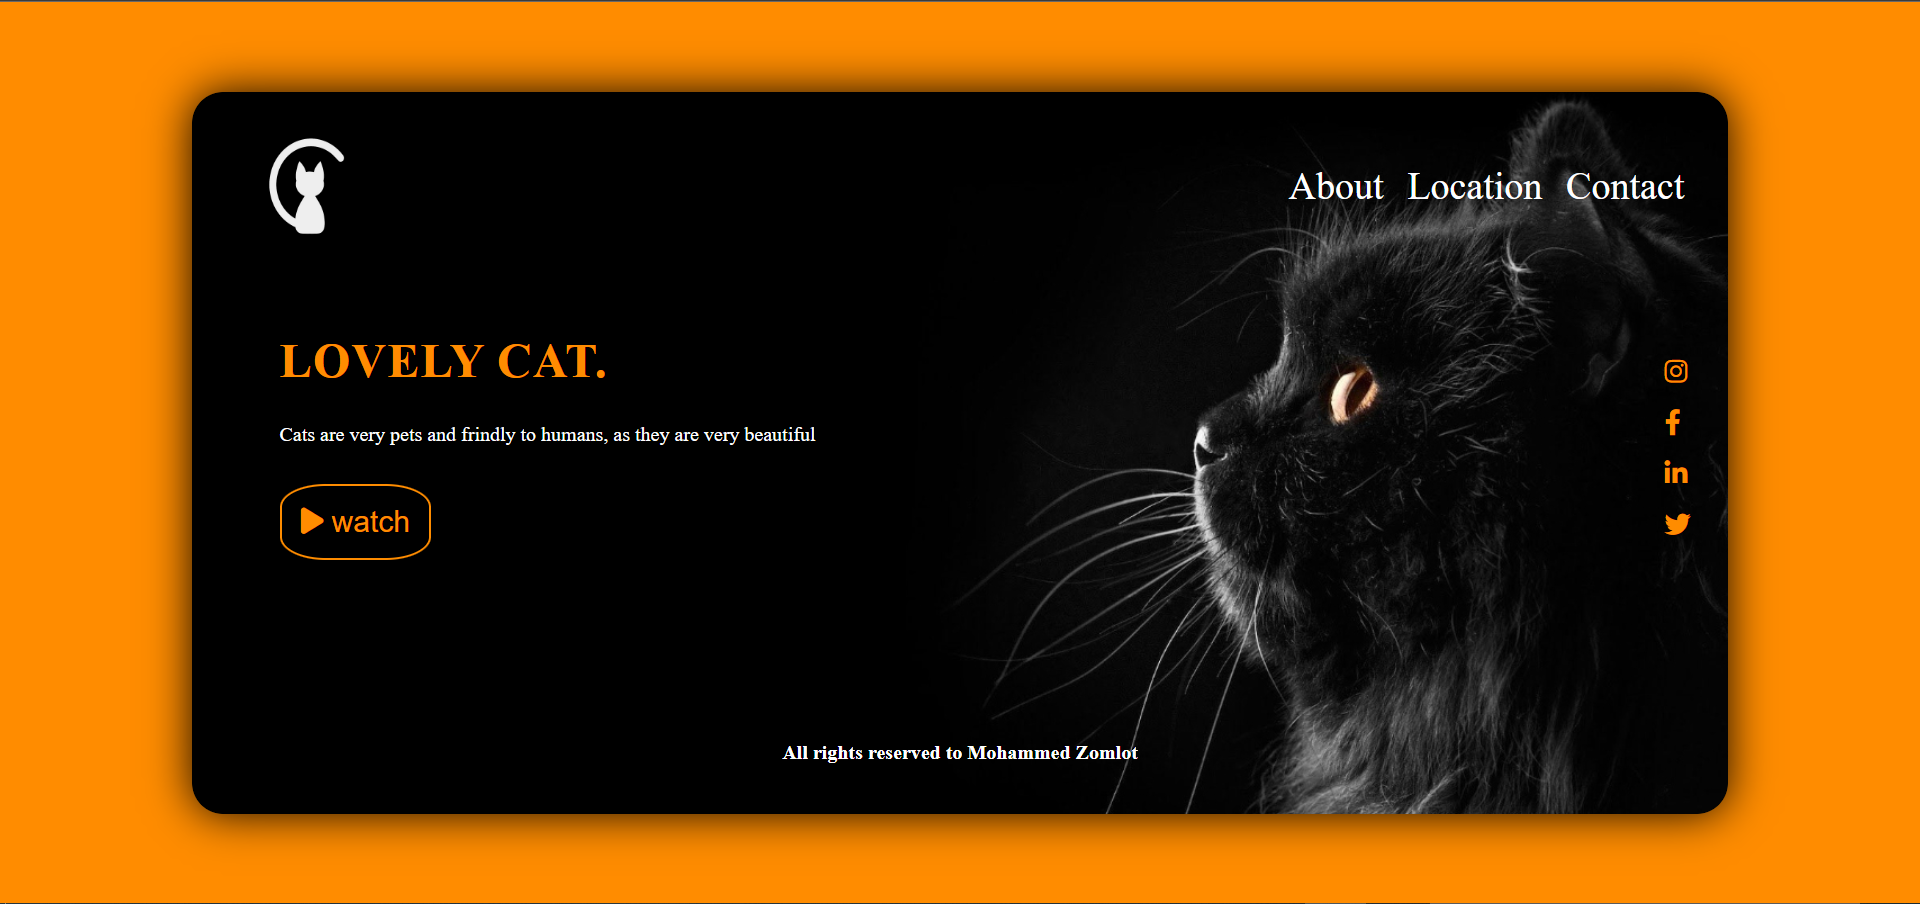 About Location Contact
LOVELY CAT.
Cats are very pets and frindly to humans, as they are very beautiful
watch
All rights reserved to Mohammed Zomlot